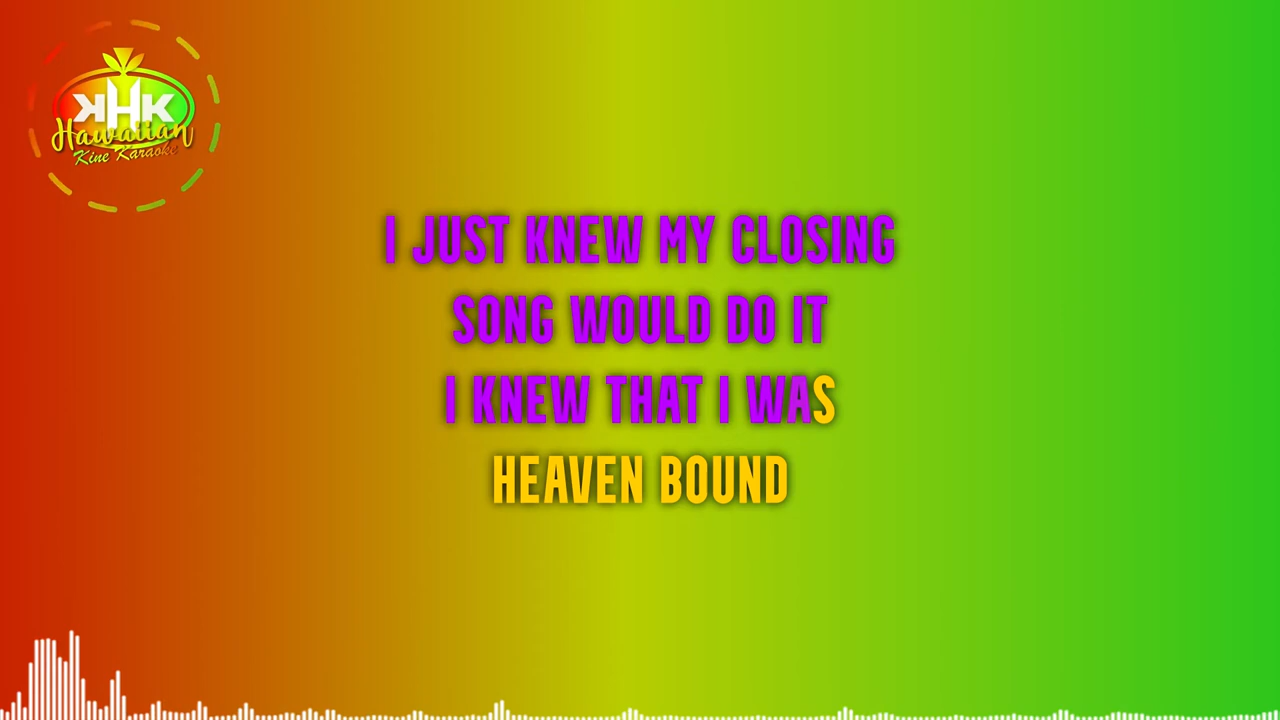 KHK
Hawaiian
Kine Karaoke
I JUST KNEW MY CLOSING
SONG WOULD DO IT
I KNEW THAT I WAS
HEAVEN BOUND